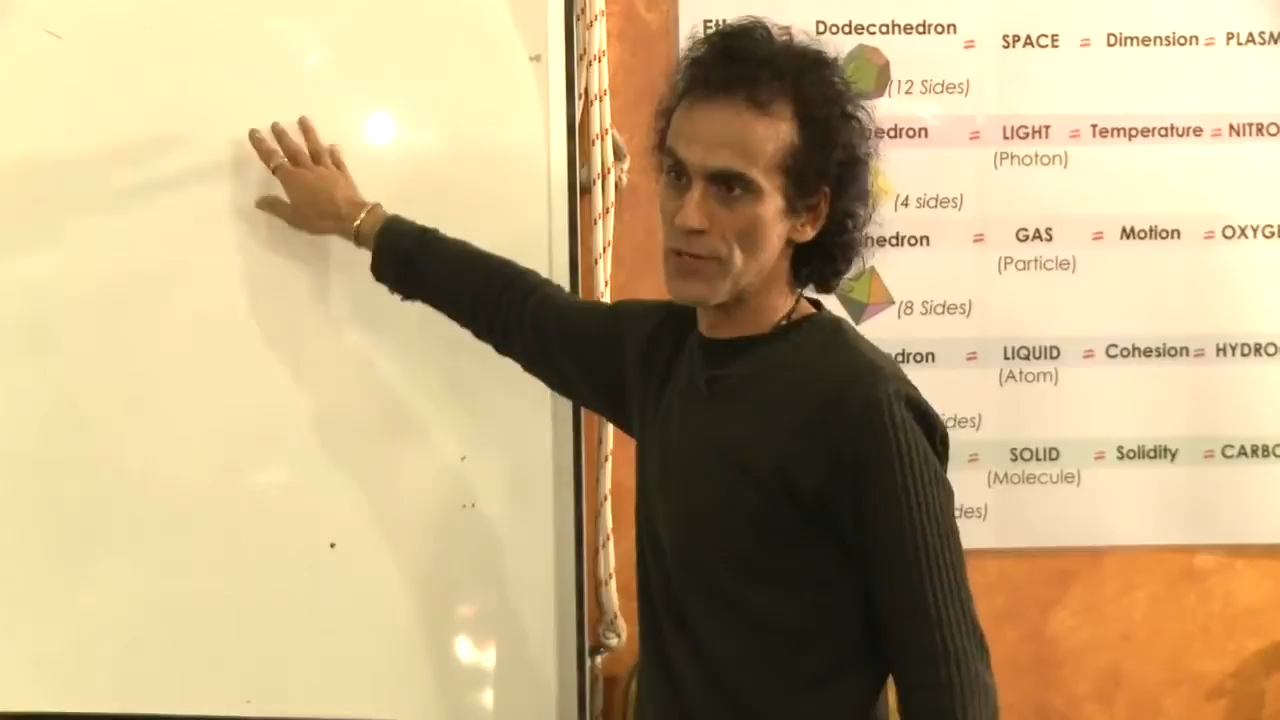 Dodecahedron = SPACE = Dimension = PLASM
(12 Sides)
hedron = LIGHT = Temperature = NITRO
(Photon)
(4 sides)
hedron = GAS = Motion = OXYGE
(Particle)
(8 Sides)
dron = LIQUID = Cohesion = HYDRO
(Atom)
ides)
= SOLID = Solidity = CARBO
(Molecule)
des)